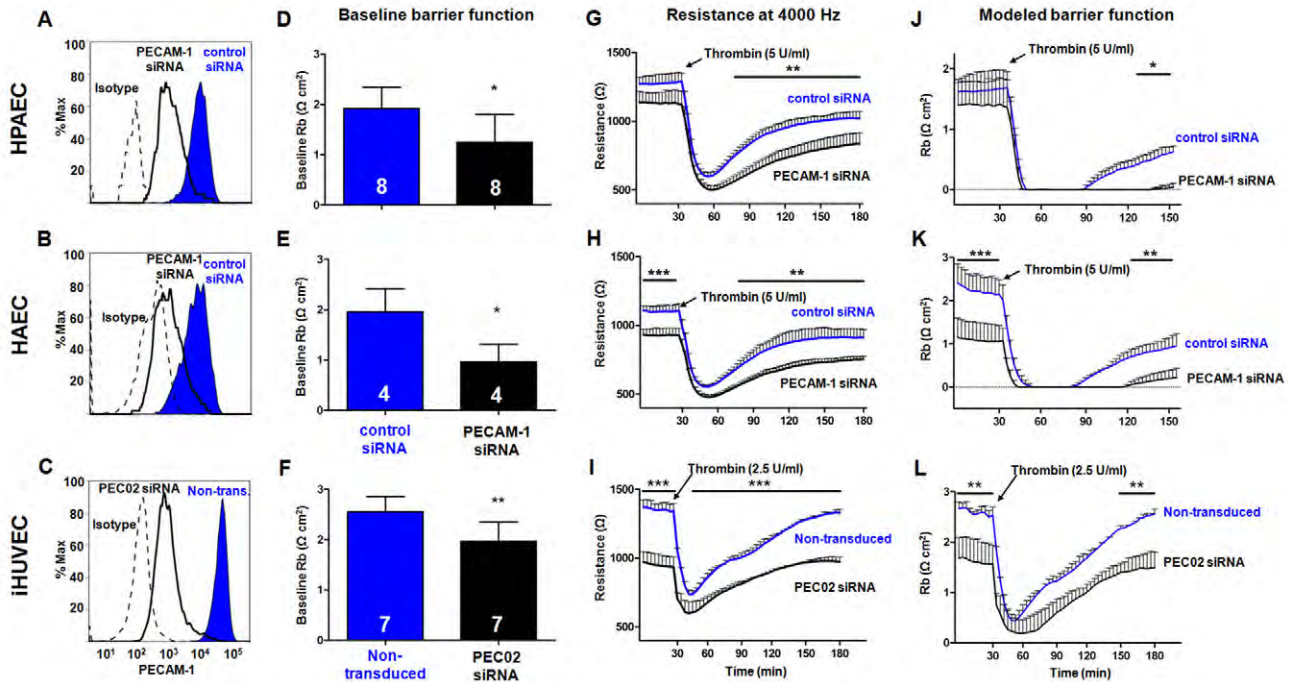 A
D
Baseline barrier function
G
Resistance at 4000 Hz
J
Modeled barrier function
HPAEC
% Max
100
80
60
40
20
Isotype
PECAM-1
siRNA
control
siRNA
Baseline Rb (Ω cm²)
3
2
1
0
8
8
*
Resistance (Ω)
1500
1000
500
Thrombin (5 U/ml)
**
control siRNA
PECAM-1 siRNA
30 60 90 120 150 180
Rb (Ω cm²)
2
1
0
Thrombin (5 U/ml)
*
control siRNA
PECAM-1 siRNA
30 60 90 120 150
B
E
H
K
HAEC
% Max
100
80
60
40
20
Isotype
PECAM-1
siRNA
control
siRNA
Baseline Rb (Ω cm²)
3
2
1
0
4
4
*
control
siRNA
PECAM-1
siRNA
Resistance (Ω)
1500
1000
500
***
Thrombin (5 U/ml)
**
control siRNA
PECAM-1 siRNA
30 60 90 120 150 180
Rb (Ω cm²)
3
2
1
0
***
Thrombin (5 U/ml)
**
control siRNA
PECAM-1 siRNA
30 60 90 120 150
C
F
I
L
iHUVEC
% Max
100
80
60
40
20
PEC02 siRNA
Isotype
Non-trans.
10¹ 10² 10³ 10⁴ 10⁵
PECAM-1
Baseline Rb (Ω cm²)
3
2
1
0
7
7
**
Non-
transduced
PEC02
siRNA
Resistance (Ω)
1500
1000
500
***
Thrombin (2.5 U/ml)
***
Non-transduced
PEC02 siRNA
30 60 90 120 150 180
Time (min)
Rb (Ω cm²)
3
2
1
0
**
Thrombin (2.5 U/ml)
**
Non-transduced
PEC02 siRNA
30 60 90 120 150 180
Time (min)